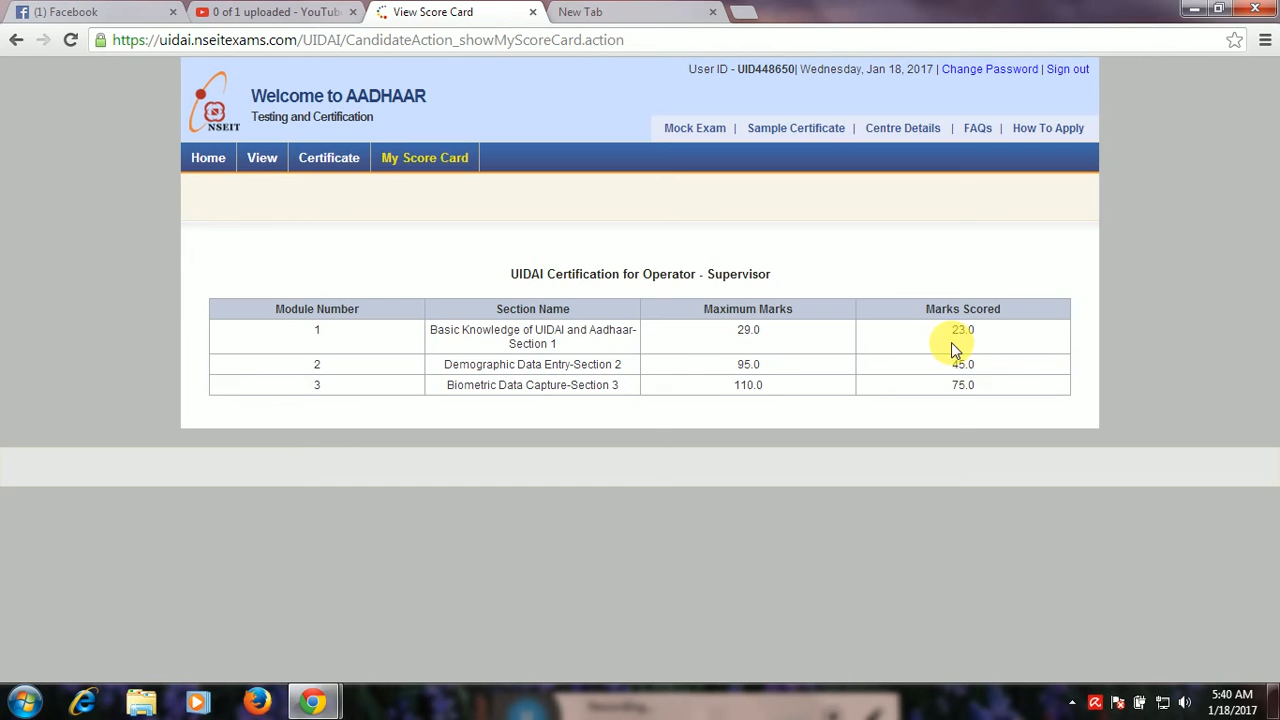 (1) Facebook
0 of 1 uploaded - YouTub
View Score Card
New Tab
https://uidai.nseitexams.com/UIDAI/CandidateAction_showMyScoreCard.action
User ID - UID448650| Wednesday, Jan 18, 2017 | Change Password | Sign out
NSEIT
Welcome to AADHAAR
Testing and Certification
Mock Exam | Sample Certificate | Centre Details | FAQs | How To Apply
Home View Certificate My Score Card
UIDAI Certification for Operator - Supervisor
Module Number Section Name Maximum Marks Marks Scored
1 Basic Knowledge of UIDAI and Aadhaar-
Section 1 29.0 23.0
2 Demographic Data Entry-Section 2 95.0 45.0
3 Biometric Data Capture-Section 3 110.0 75.0
Recording...
5:40 AM
1/18/2017